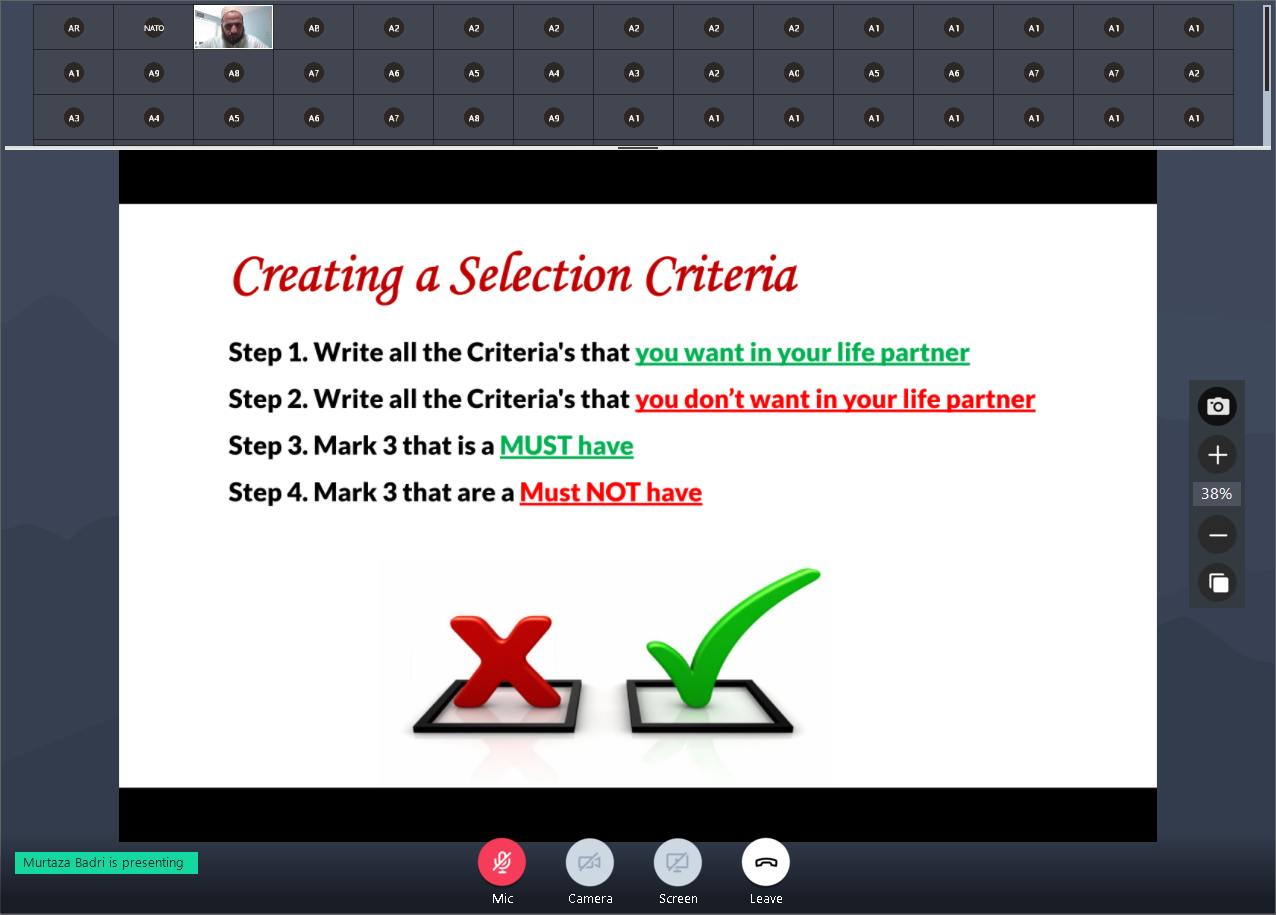 AR NATO AB A2 A2 A2 A2 A2 A2 A1 A1 A1 A1 A1
A1 A9 A8 A7 A6 A5 A4 A3 A2 A0 A5 A6 A7 A7 A2
A3 A4 A5 A6 A7 A8 A9 A1 A1 A1 A1 A1 A1 A1 A1
Creating a Selection Criteria
Step 1. Write all the Criteria's that you want in your life partner
Step 2. Write all the Criteria's that you don’t want in your life partner
Step 3. Mark 3 that is a MUST have
Step 4. Mark 3 that are a Must NOT have
38%
Murtaza Badri is presenting
Mic Camera Screen Leave